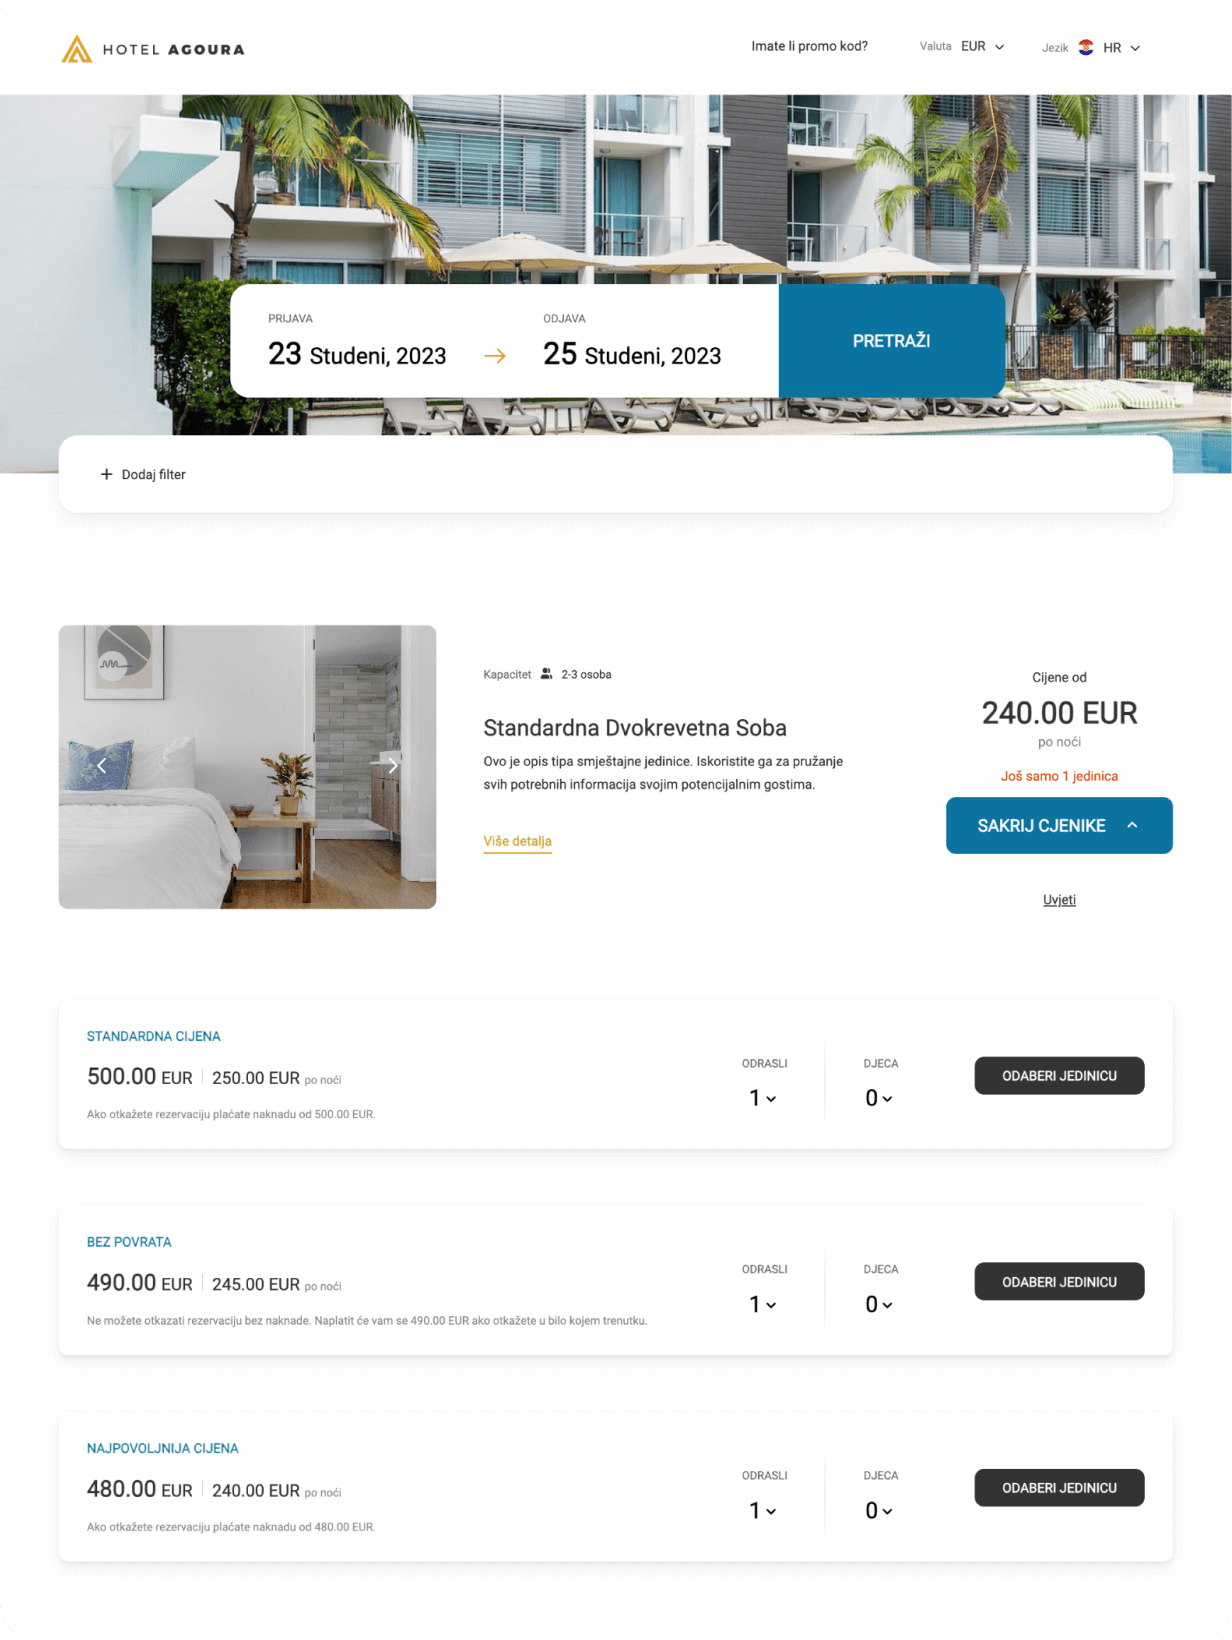 HOTEL AGOURA
Imate li promo kod?
Valuta EUR
Jezik HR
PRIJAVA
23 Studeni, 2023
ODJAVA
25 Studeni, 2023
PRETRAŽI
+ Dodaj filter
Kapacitet 2-3 osoba
Standardna Dvokrevetna Soba
Ovo je opis tipa smještajne jedinice. Iskoristite ga za pružanje
svih potrebnih informacija svojim potencijalnim gostima.
Više detalja
Cijene od
240.00 EUR
po noći
Još samo 1 jedinica
SAKRIJ CJENIKE
Uvjeti
STANDARDNA CIJENA
500.00 EUR 250.00 EUR po noći
Ako otkažete rezervaciju plaćate naknadu od 500.00 EUR.
ODRASLI
1
DJECA
0
ODABERI JEDINICU
BEZ POVRATA
490.00 EUR 245.00 EUR po noći
Ne možete otkazati rezervaciju bez naknade. Naplatit će vam se 490.00 EUR ako otkažete u bilo kojem trenutku.
ODRASLI
1
DJECA
0
ODABERI JEDINICU
NAJPOVOLJNIJA CIJENA
480.00 EUR 240.00 EUR po noći
Ako otkažete rezervaciju plaćate naknadu od 480.00 EUR.
ODRASLI
1
DJECA
0
ODABERI JEDINICU